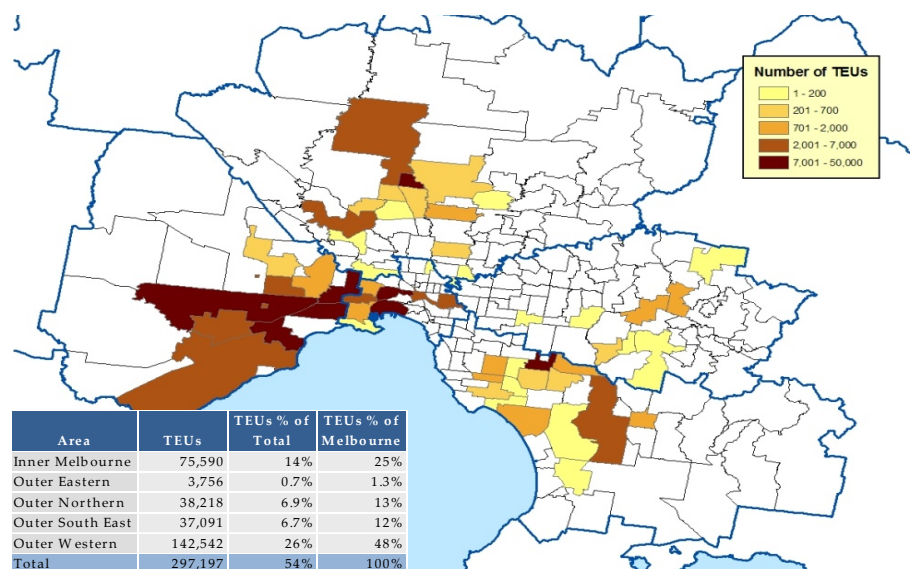 Number of TEUs
1 - 200
201 - 700
701 - 2,000
2,001 - 7,000
7,001 - 50,000
Area TEUs TEUs % of Total TEUs % of Melbourne
Inner Melbourne 75,590 14% 25%
Outer Eastern 3,756 0.7% 1.3%
Outer Northern 38,218 6.9% 13%
Outer South East 37,091 6.7% 12%
Outer Western 142,542 26% 48%
Total 297,197 54% 100%